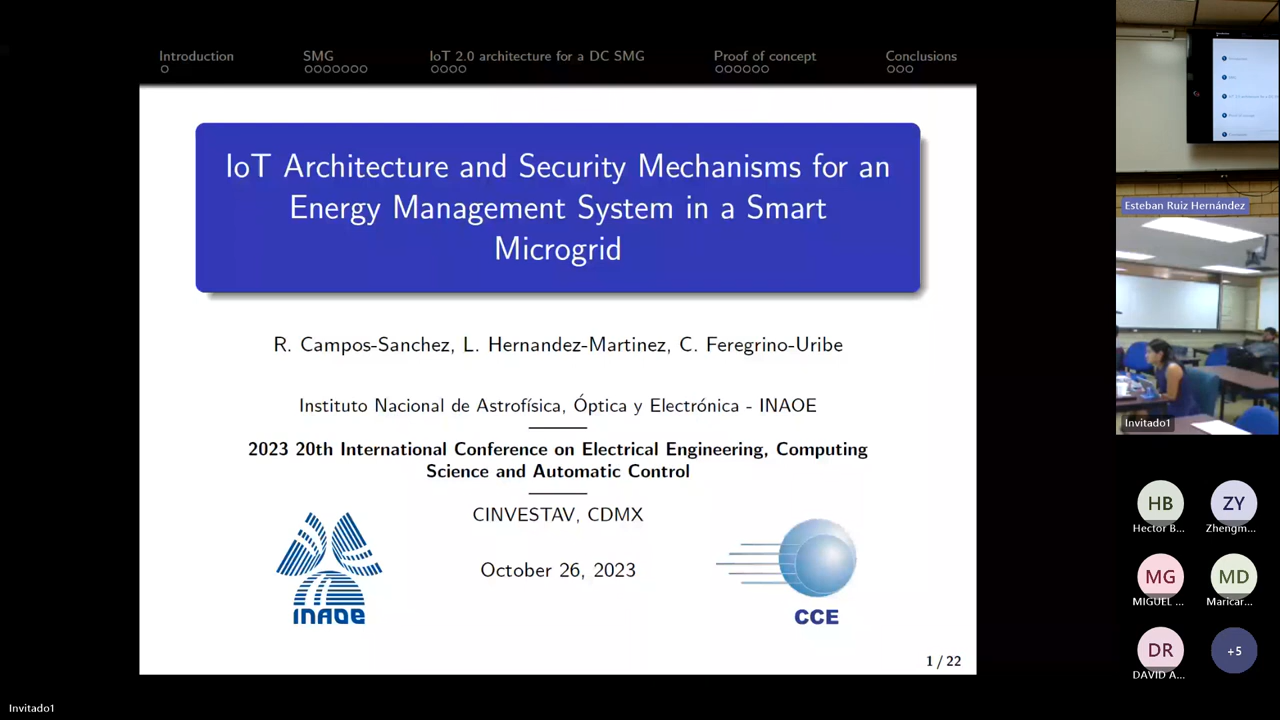 Introduction
SMG
IoT 2.0 architecture for a DC SMG
Proof of concept
Conclusions
IoT Architecture and Security Mechanisms for an
Energy Management System in a Smart
Microgrid
R. Campos-Sanchez, L. Hernandez-Martinez, C. Feregrino-Uribe
Instituto Nacional de Astrofísica, Óptica y Electrónica - INAOE
2023 20th International Conference on Electrical Engineering, Computing
Science and Automatic Control
CINVESTAV, CDMX
October 26, 2023
INAOE
CCE
1 / 22
Esteban Ruiz Hernández
Invitado1
HB
ZY
Hector B...
Zhengm...
MG
MD
MIGUEL ...
Maricar...
DR
+5
DAVID A...
Invitado1